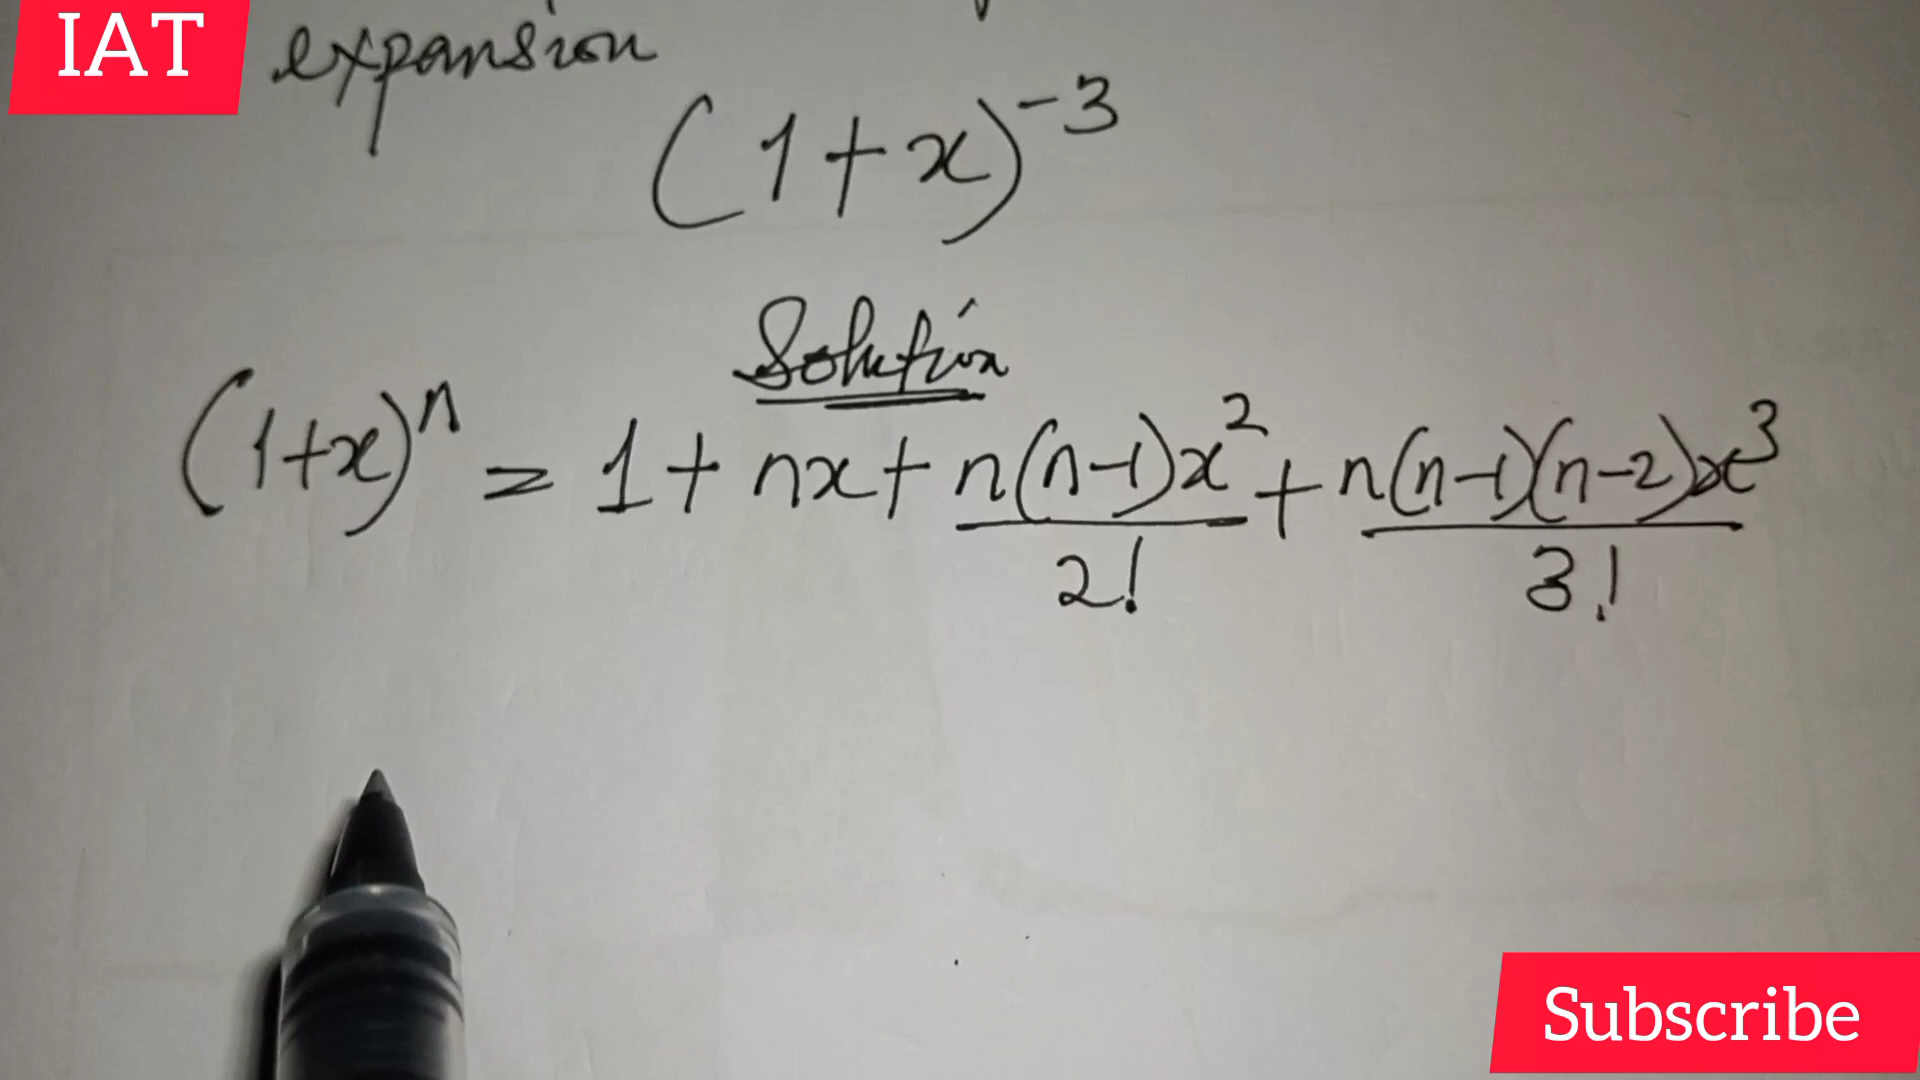 IAT
expansion
(1+x)^-3
Solution
(1+x)^n = 1 + nx + n(n-1)x^2/2! + n(n-1)(n-2)x^3/3!
Subscribe